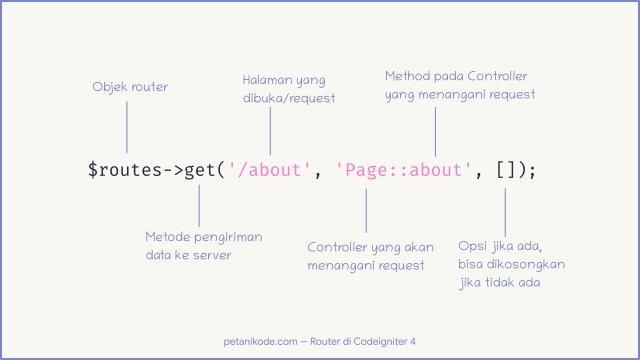 Objek router
Halaman yang
dibuka/request
Method pada Controller
yang menangani request
$routes->get('/about', 'Page::about', []);
Metode pengiriman
data ke server
Controller yang akan
menangani request
Opsi jika ada,
bisa dikosongkan
jika tidak ada
petanikode.com — Router di Codeigniter 4